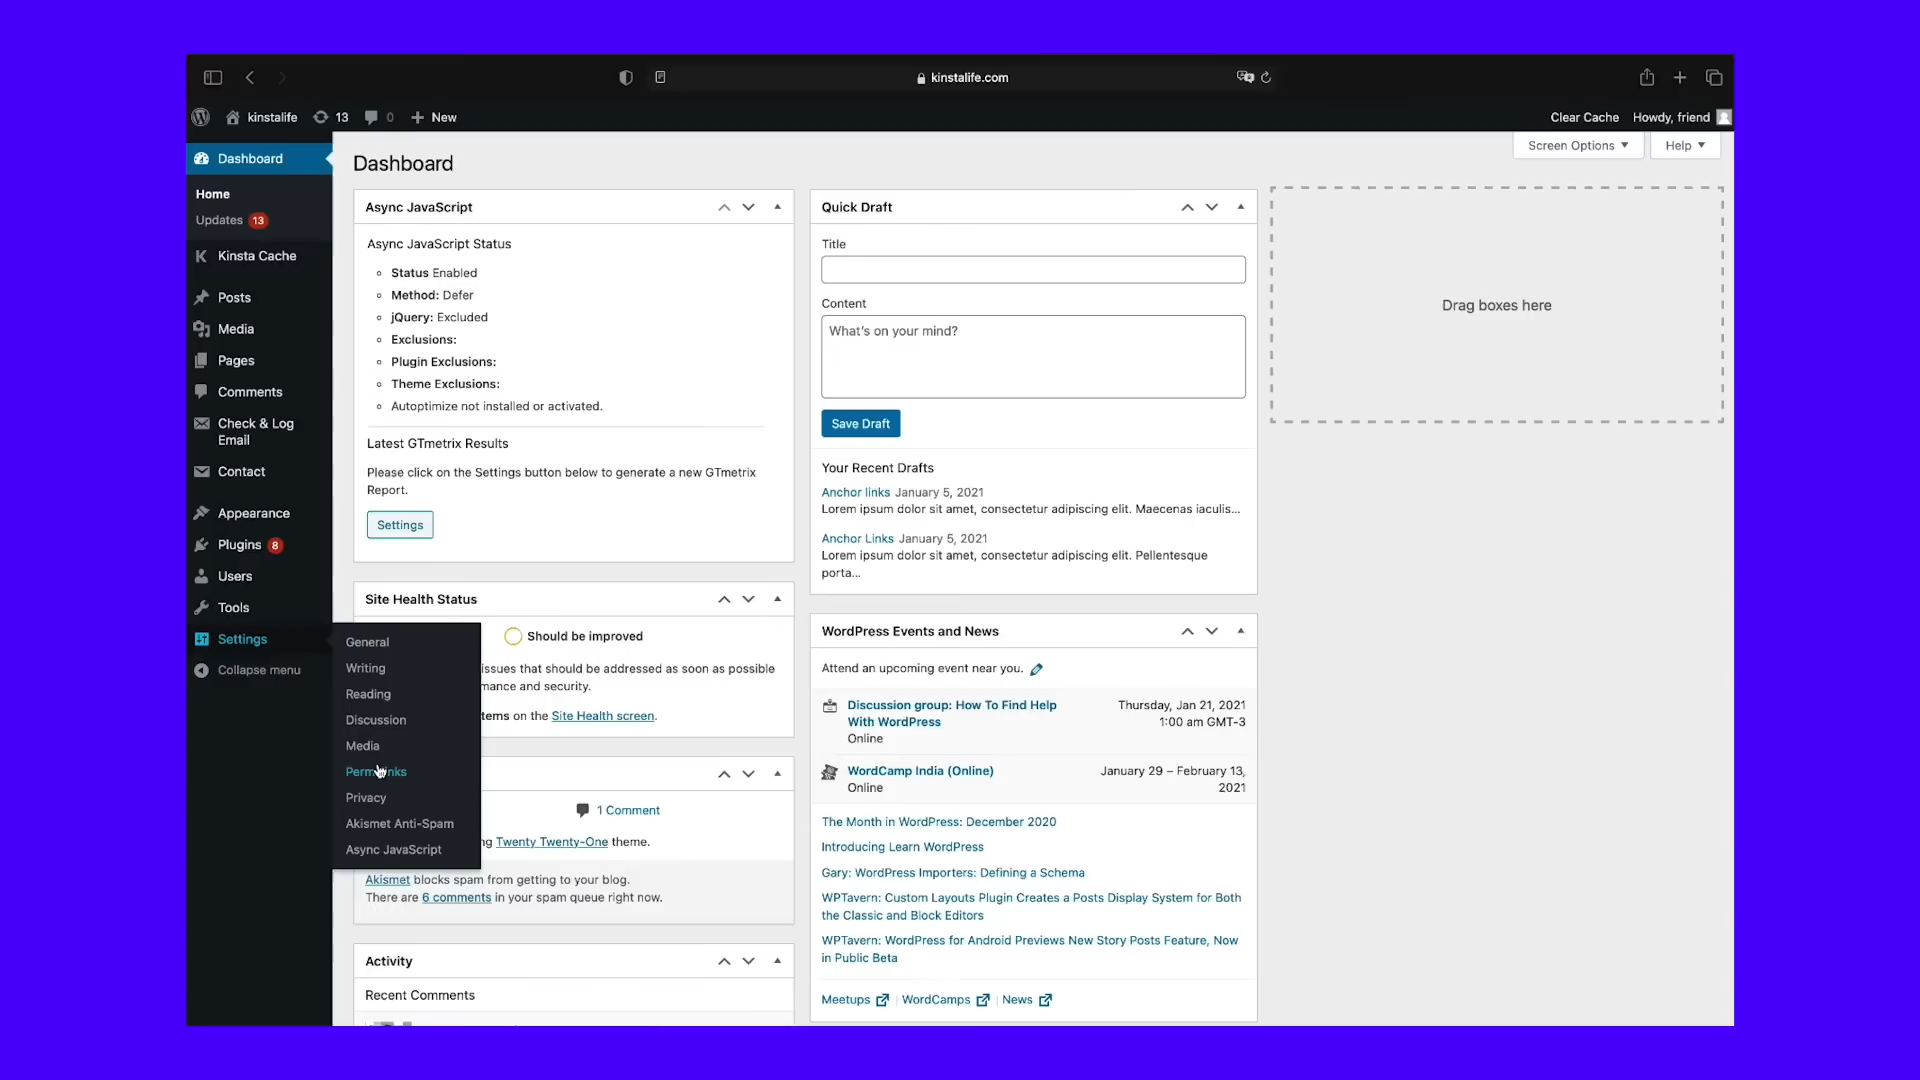 kinstalife.com
kinstalife
13
0
New
Clear Cache
Howdy, friend
Dashboard
Home
Updates 13
Kinsta Cache
Posts
Media
Pages
Comments
Check & Log
Email
Contact
Appearance
Plugins 8
Users
Tools
Settings
Collapse menu
General
Writing
Reading
Discussion
Media
Privacy
Akismet Anti-Spam
Async JavaScript
Dashboard
Screen Options
Help
Async JavaScript
Async JavaScript Status
Status Enabled
Method: Defer
jQuery: Excluded
Exclusions:
Plugin Exclusions:
Theme Exclusions:
Autoptimize not installed or activated.
Latest GTmetrix Results
Please click on the Settings button below to generate a new GTmetrix
Report.
Settings
Site Health Status
Should be improved
issues that should be addressed as soon as possible
and security.
on the Site Health screen.
1 Comment
Twenty Twenty-One theme.
Akismet blocks spam from getting to your blog.
There are 6 comments in your spam queue right now.
Activity
Recent Comments
Quick Draft
Title
Content
What's on your mind?
Save Draft
Your Recent Drafts
Anchor links January 5, 2021
Lorem ipsum dolor sit amet, consectetur adipiscing elit. Maecenas iaculis...
Anchor Links January 5, 2021
Lorem ipsum dolor sit amet, consectetur adipiscing elit. Pellentesque
porta...
WordPress Events and News
Attend an upcoming event near you.
Discussion group: How To Find Help
With WordPress
Online
Thursday, Jan 21, 2021
1:00 am GMT-3
WordCamp India (Online)
Online
January 29 – February 13,
2021
The Month in WordPress: December 2020
Introducing Learn WordPress
Gary: WordPress Importers: Defining a Schema
WPTavern: Custom Layouts Plugin Creates a Posts Display System for Both
the Classic and Block Editors
WPTavern: WordPress for Android Previews New Story Posts Feature, Now
in Public Beta
Meetups | WordCamps | News
Drag boxes here